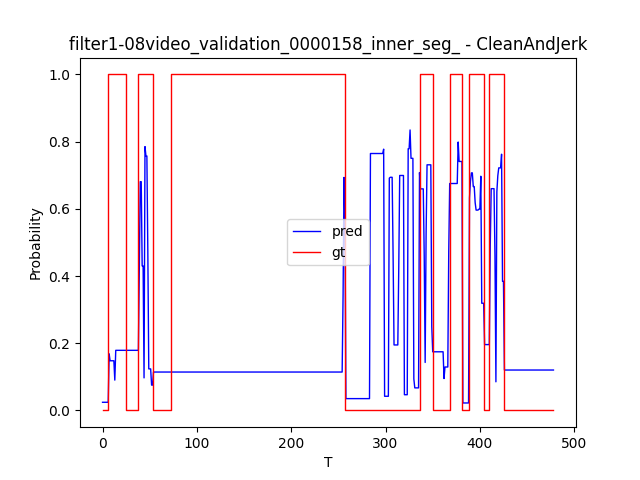 filter1-08video_validation_0000158_inner_seg_ - CleanAndJerk
1.0
0.8
0.6
0.4
0.2
0.0
Probability
pred
gt
0
100
200
300
400
500
T